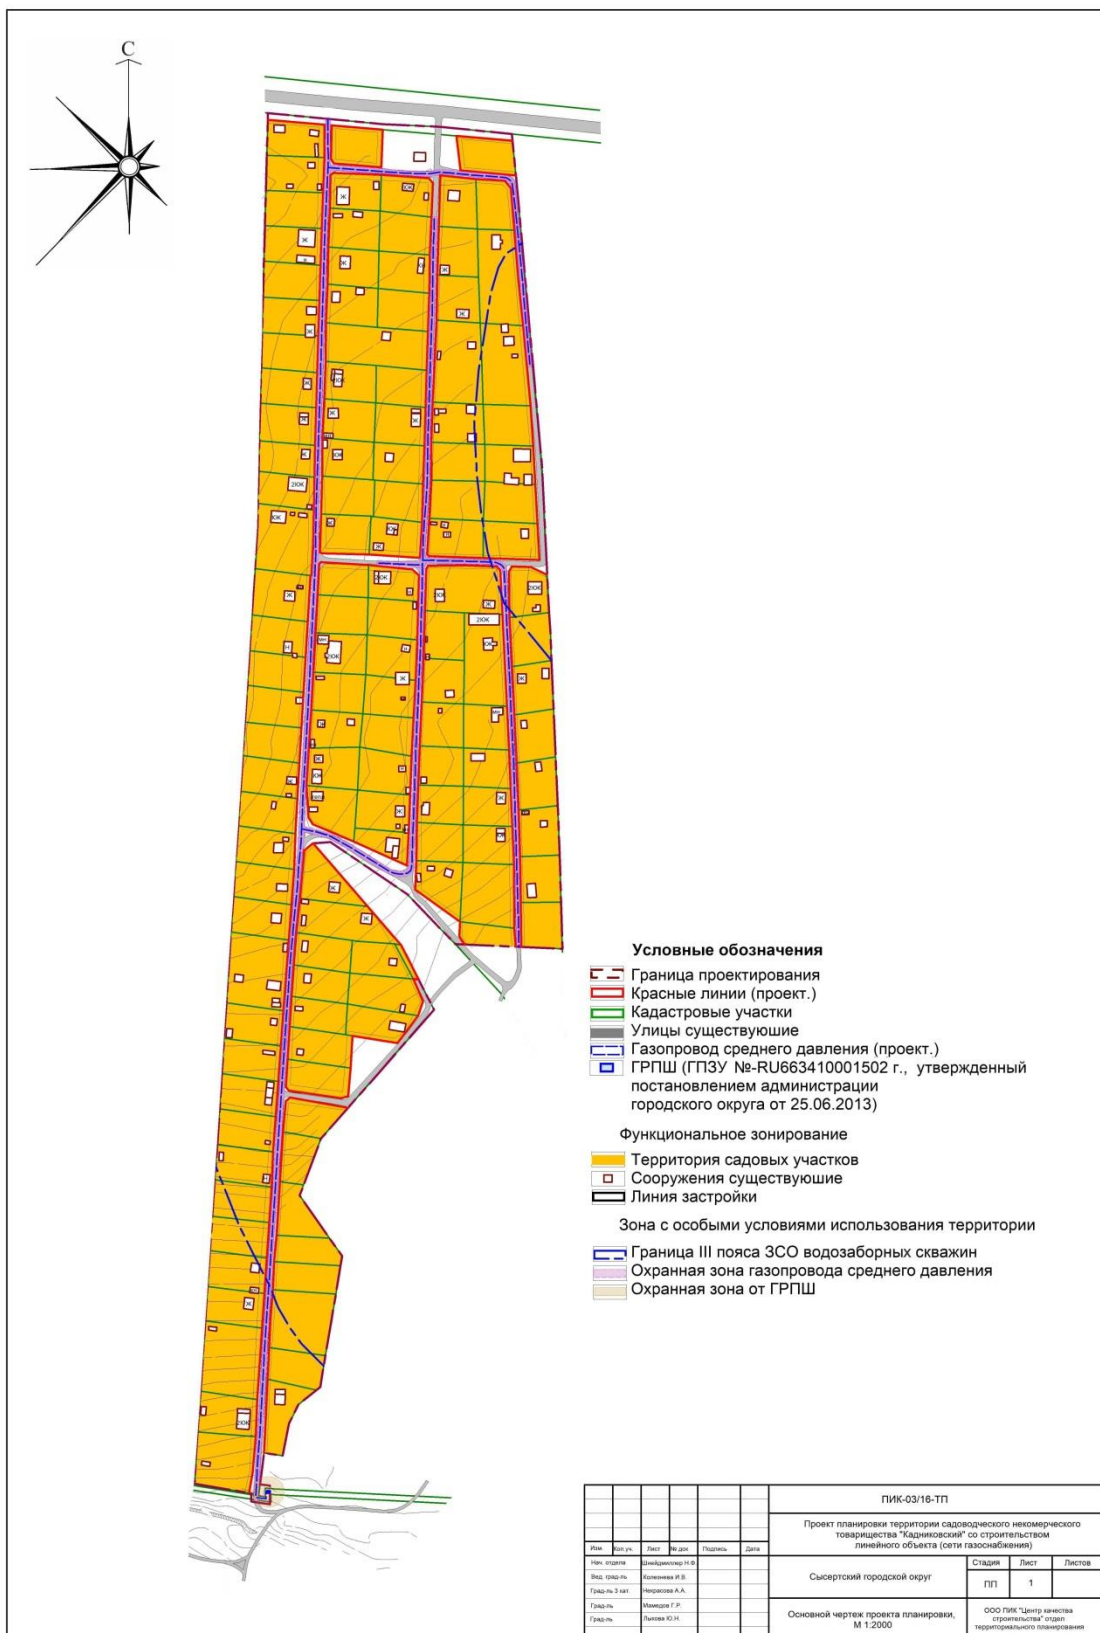 С
Условные обозначения
Граница проектирования
Красные линии (проект.)
Кадастровые участки
Улицы существуюшие
Газопровод среднего давления (проект.)
ГРПШ (ГПЗУ №-RU663410001502 г., утвержденный
постановлением администрации
городского округа от 25.06.2013)
Функциональное зонирование
Территория садовых участков
Сооружения существуюшие
Линия застройки
Зона с особыми условиями использования территории
Граница III пояса ЗСО водозаборных скважин
Охранная зона газопровода среднего давления
Охранная зона от ГРПШ
ПИК-03/16-ТП
Проект планировки территории садоводческого некомерческого
товарищества "Кадниковский" со строительством
линейного объекта (сети газоснабжения)
Изм. Кол.уч. Лист № док Подпись Дата
Нач. отдела Шнейдмиллер Н.Ф.
Вед. град-ль Колезнева И.В.
Град-ль 3 кат. Некрасова А.А.
Град-ль Мамедов Г.Р.
Град-ль Лыкова Ю.Н.
Сысертский городской округ
Стадия Лист Листов
ПП 1
Основной чертеж проекта планировки,
М 1:2000
ООО ПИК "Центр качества
строительства" отдел
территориального планирования